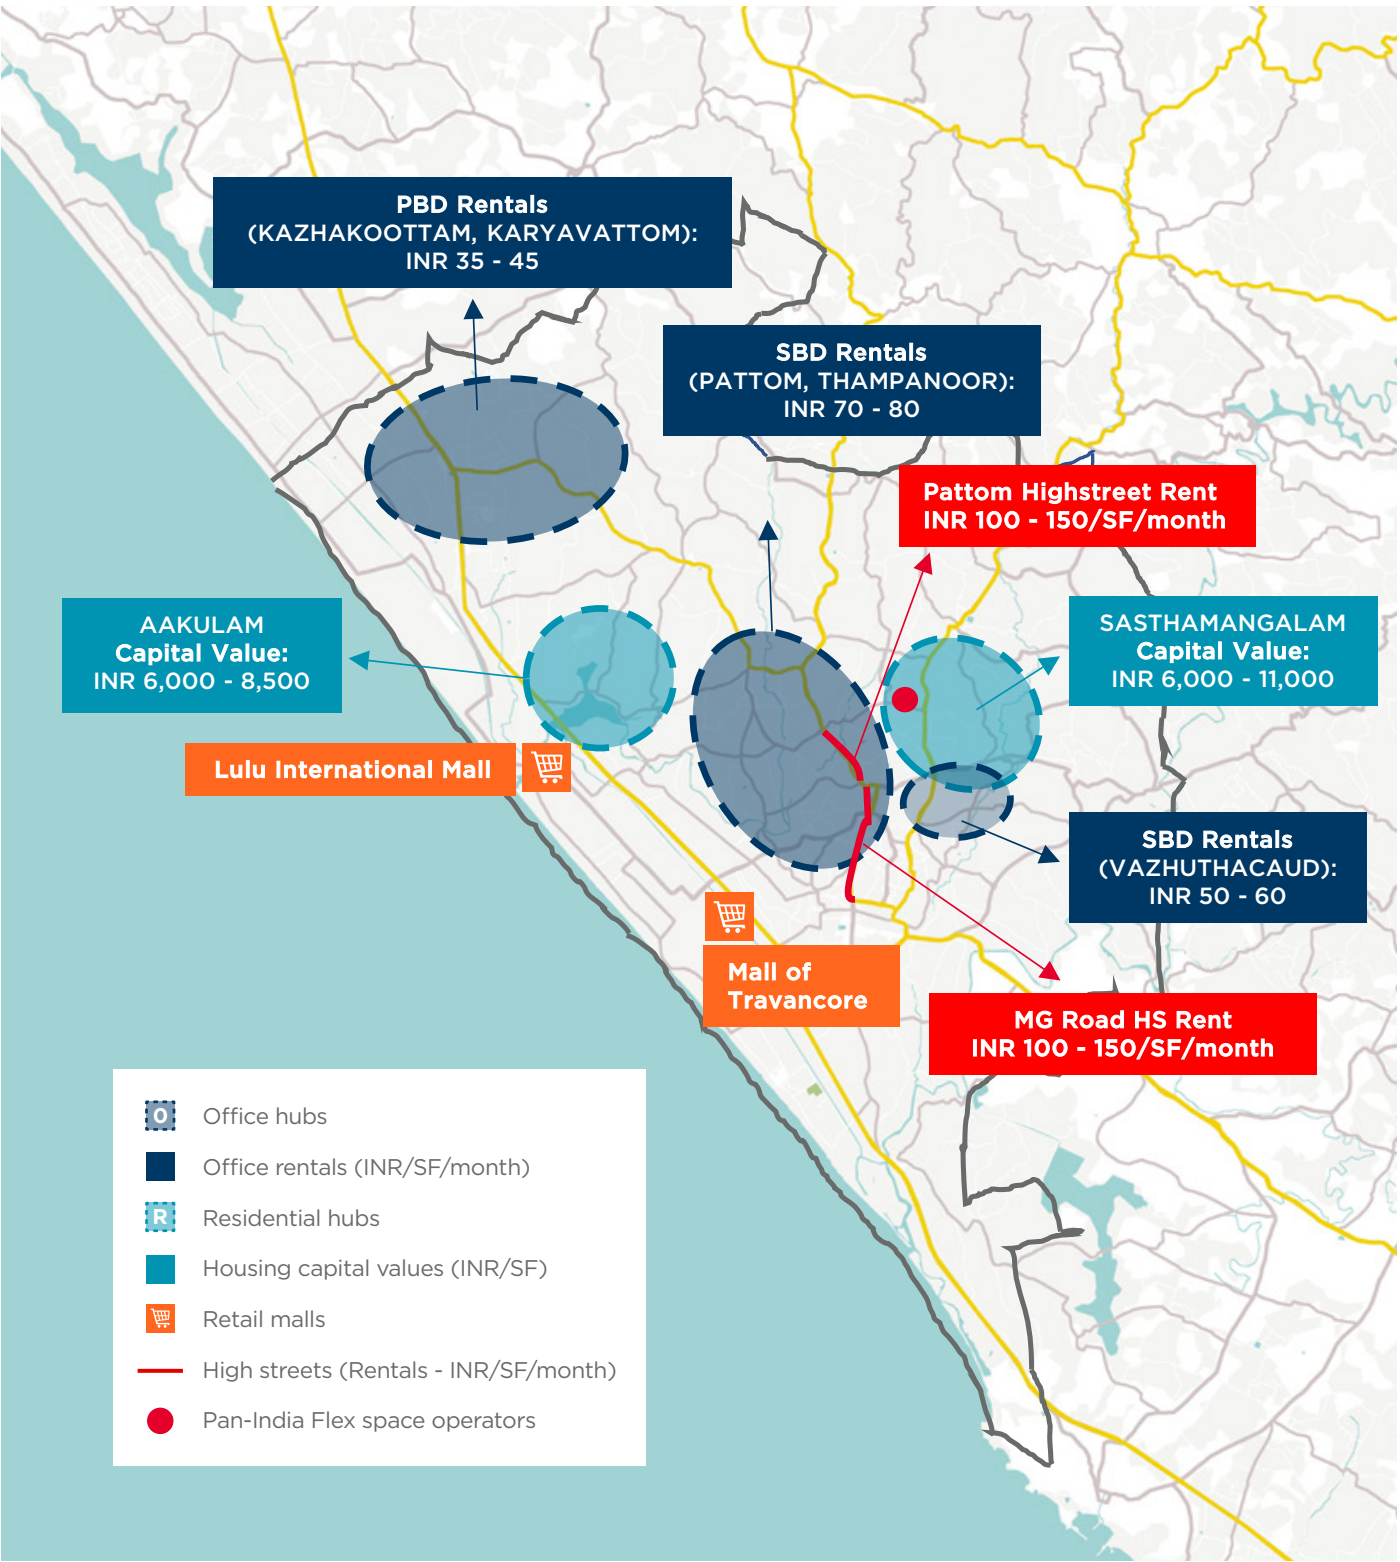 PBD Rentals
(KAZHAKOOTTAM, KARYAVATTOM):
INR 35 - 45
SBD Rentals
(PATTOM, THAMPANOOR):
INR 70 - 80
Pattom Highstreet Rent
INR 100 - 150/SF/month
AAKULAM
Capital Value:
INR 6,000 - 8,500
SASTHAMANGALAM
Capital Value:
INR 6,000 - 11,000
Lulu International Mall
SBD Rentals
(VAZHUTHACAUD):
INR 50 - 60
Mall of
Travancore
MG Road HS Rent
INR 100 - 150/SF/month
O Office hubs
Office rentals (INR/SF/month)
R Residential hubs
Housing capital values (INR/SF)
Retail malls
High streets (Rentals - INR/SF/month)
Pan-India Flex space operators